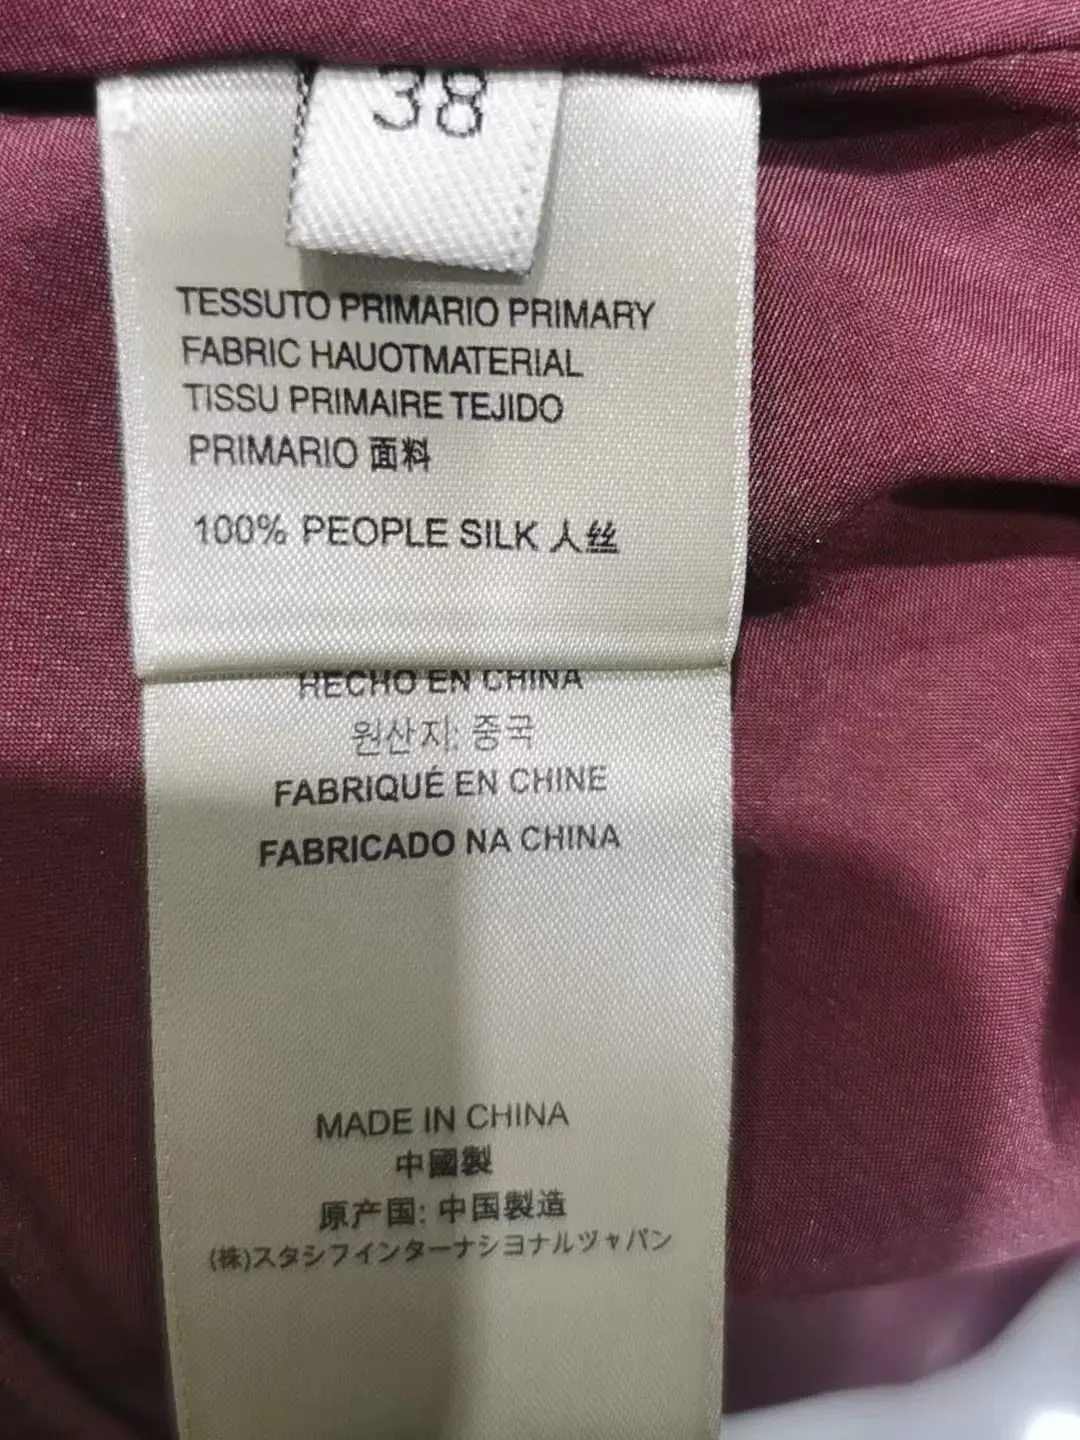 38
TESSUTO PRIMARIO PRIMARY
FABRIC HAUOTMATERIAL
TISSU PRIMAIRE TEJIDO
PRIMARIO 面料
100% PEOPLE SILK 人丝
HECHO EN CHINA
원산지: 중국
FABRIQUÉ EN CHINE
FABRICADO NA CHINA
MADE IN CHINA
中國製
原产国: 中国製造
(株)スタシフインターナシヨナルツャパン